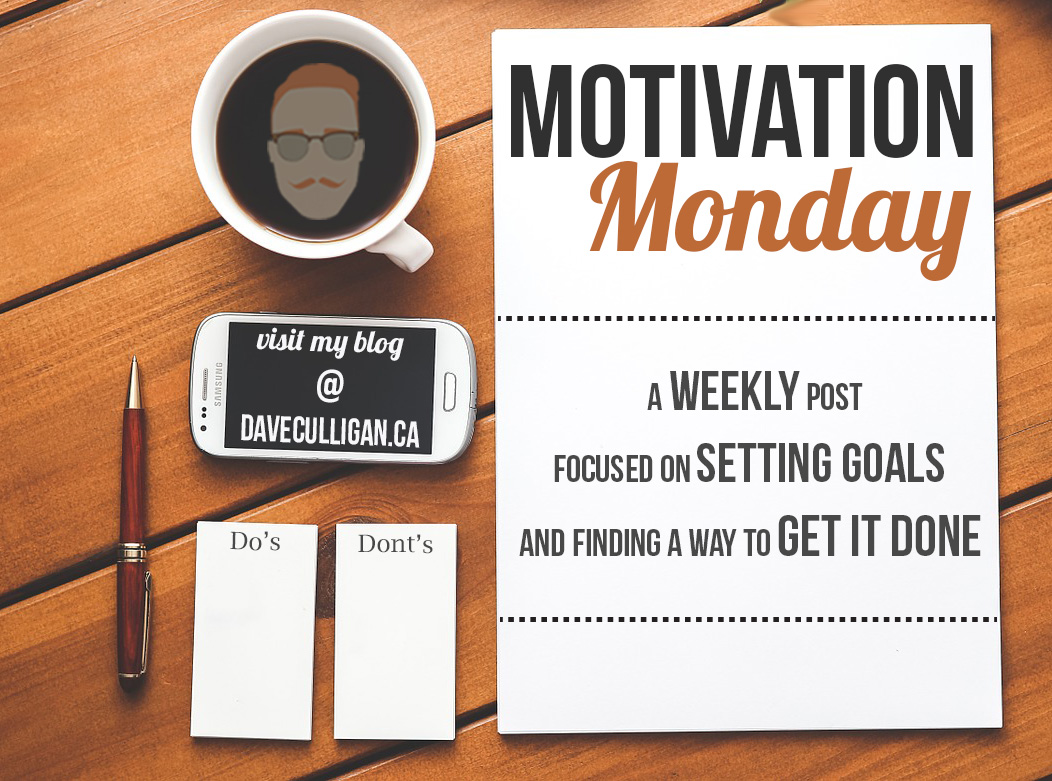 MOTIVATION
Monday
A WEEKLY POST
FOCUSED ON SETTING GOALS
AND FINDING A WAY TO GET IT DONE
visit my blog
@
DAVECULLIGAN.CA
SAMSUNG
Do's
Dont's